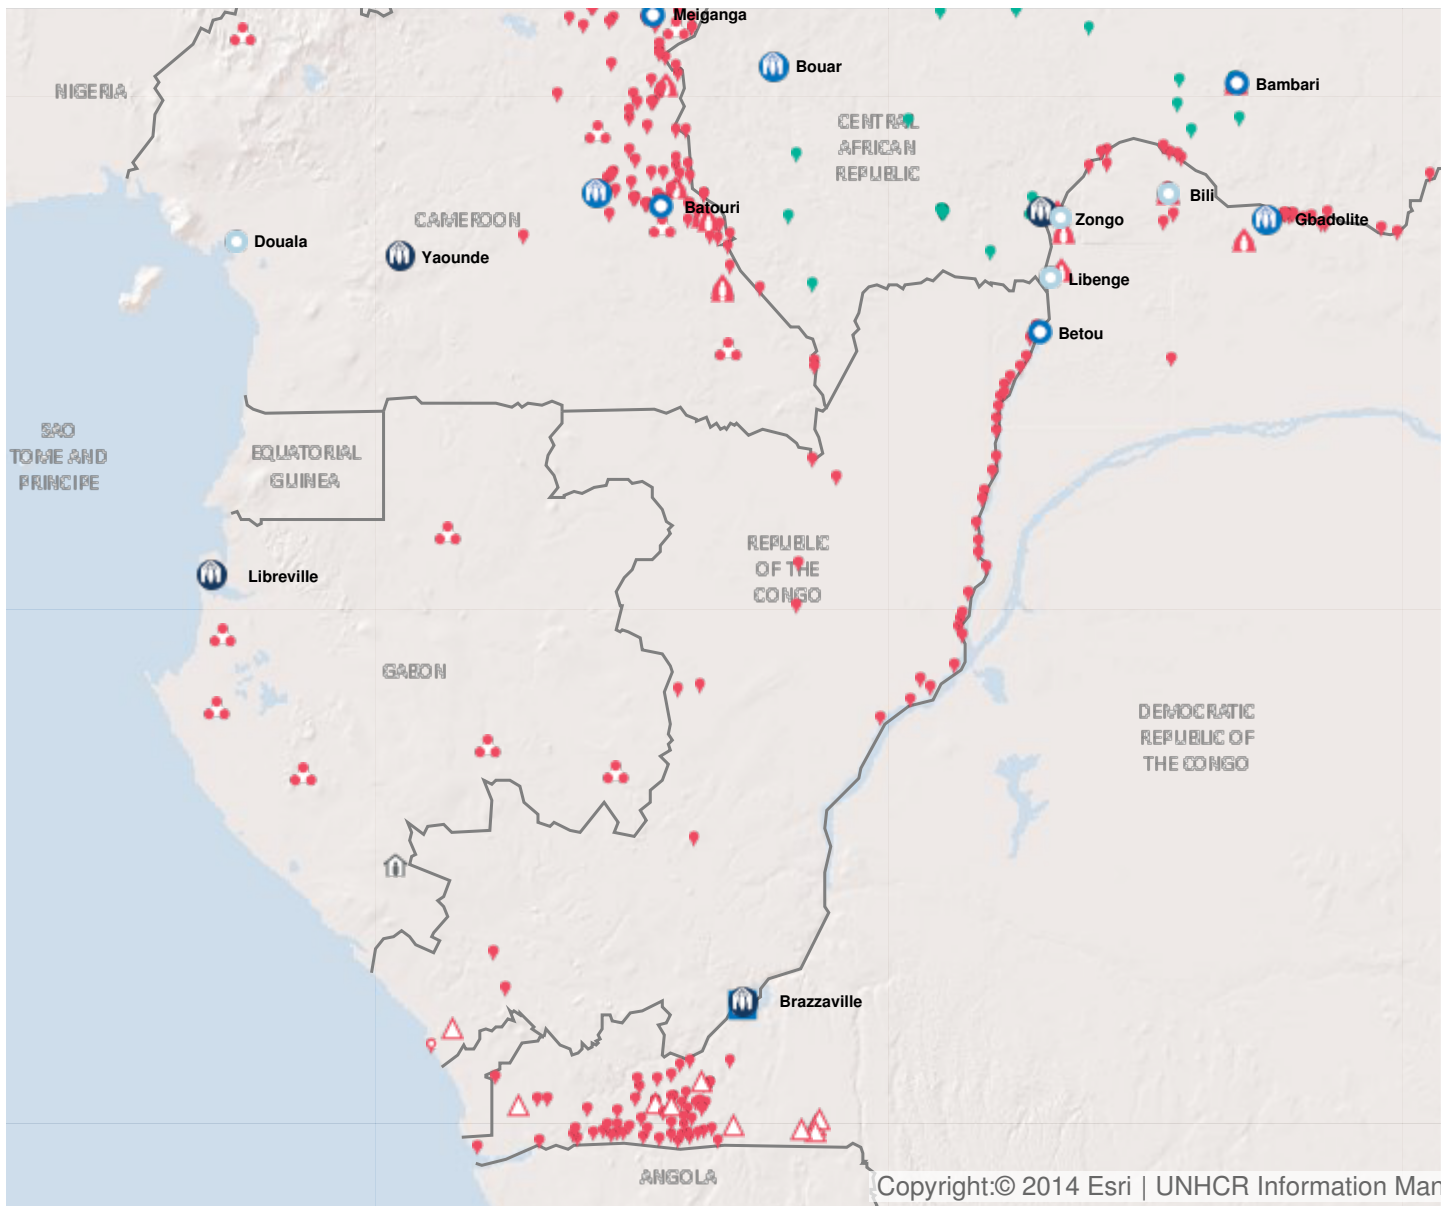 Meiganga
Bouar
Bambari
NIGERIA
CENTRAL
AFRICAN
REPUBLIC
Bili
Batouri
CAMEROON
Zongo
Gbadolite
Douala
Yaounde
Libenge
Betou
SAO
TOME AND
PRINCIPE
EQUATORIAL
GUINEA
REPUBLIC
OF THE
CONGO
Libreville
GABON
DEMOCRATIC
REPUBLIC OF
THE CONGO
Brazzaville
ANGOLA
Copyright:© 2014 Esri | UNHCR Information Man